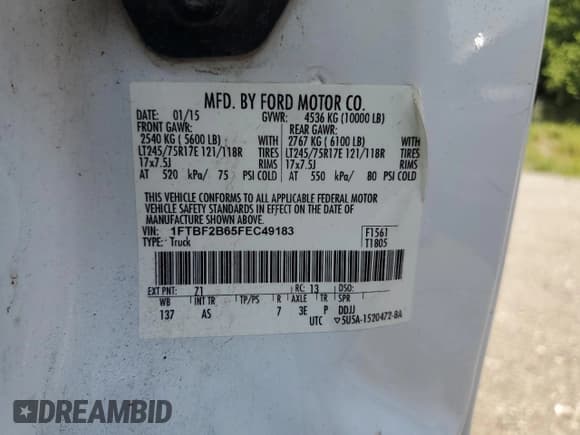 MFD. BY FORD MOTOR CO.
DATE: 01/15 GVWR: 4536 KG (10000 LB)
FRONT GAWR: REAR GAWR:
2540 KG ( 5600 LB) WITH 2767 KG ( 6100 LB) WITH
LT245/75R17E 121/118R TIRES LT245/75R17E 121/118R TIRES
17x7.5J RIMS 17x7.5J RIMS
AT 520 kPa/ 75 PSI COLD AT 550 kPa/ 80 PSI COLD
THIS VEHICLE CONFORMS TO ALL APPLICABLE FEDERAL MOTOR
VEHICLE SAFETY STANDARDS IN EFFECT ON THE DATE OF
MANUFACTURE SHOWN ABOVE.
VIN: 1FTBF2B65FEC49183 F1561
TYPE: Truck T1805
EXT PNT: Z1 RC: 13 DSO:
WB INT TR TP/PS R AXLE TR SPR
137 AS 7 3E P DDJJ
UTC ▽5U5A-1520472-BA
DREAMBID